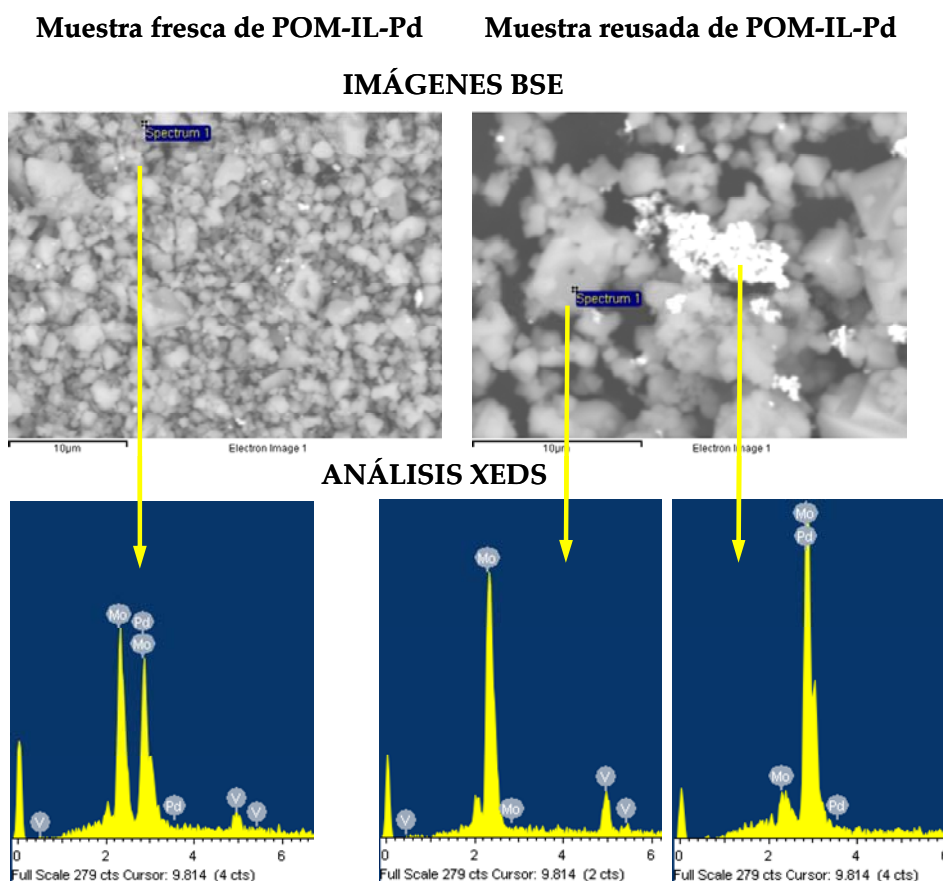 Muestra fresca de POM-IL-Pd
Muestra reusada de POM-IL-Pd
IMÁGENES BSE
Spectrum 1
Spectrum 1
10µm
Electron Image 1
10µm
Electron Image 1
ANÁLISIS XEDS
Mo
Pd
Mo
V
Pd
V
V
0 2 4 6
Full Scale 279 cts Cursor: 9.814 (4 cts)
Mo
V
Mo
V
V
0 2 4 6
Full Scale 279 cts Cursor: 9.814 (2 cts)
Mo
Pd
Mo
Pd
0 2 4
Full Scale 279 cts Cursor: 9.814 (4 cts)